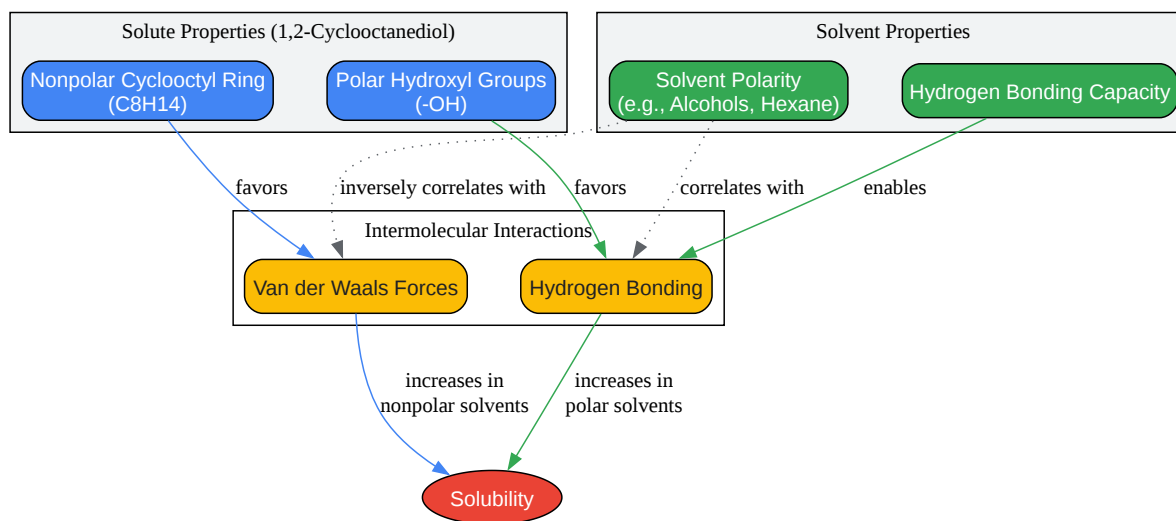 Solute Properties (1,2-Cyclooctanediol)
Solvent Properties
Nonpolar Cyclooctyl Ring
(C8H14)
Polar Hydroxyl Groups
(-OH)
Solvent Polarity
(e.g., Alcohols, Hexane)
Hydrogen Bonding Capacity
favors
inversely correlates with
favors
correlates with
enables
Intermolecular Interactions
Van der Waals Forces
Hydrogen Bonding
increases in
nonpolar solvents
increases in
polar solvents
Solubility